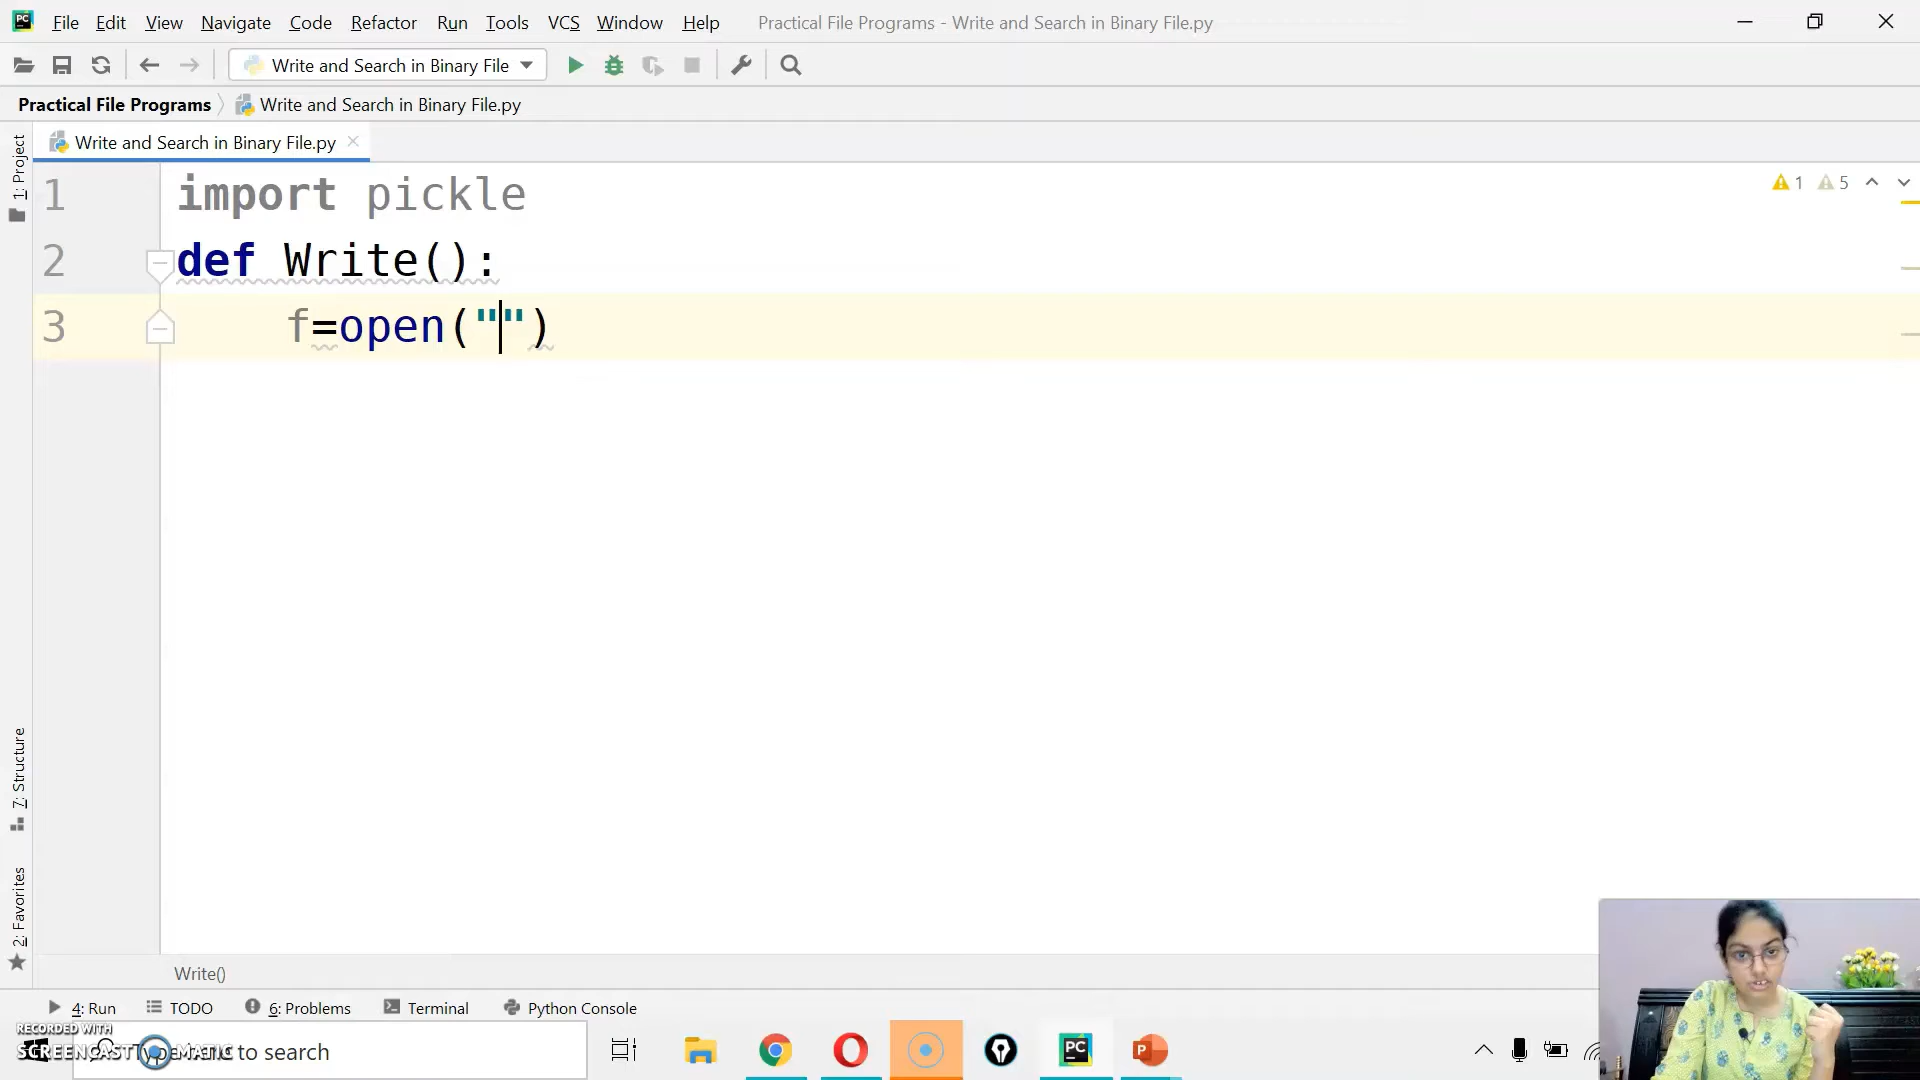 File Edit View Navigate Code Refactor Run Tools VCS Window Help Practical File Programs - Write and Search in Binary File.py
Write and Search in Binary File
Practical File Programs Write and Search in Binary File.py
Write and Search in Binary File.py
1: Project
1 import pickle
2 def Write():
3 f=open("")
1 5
7: Structure
2: Favorites
Write()
4: Run TODO 6: Problems Terminal Python Console
RECORDED WITH
SCREENCAST MATIC
to search